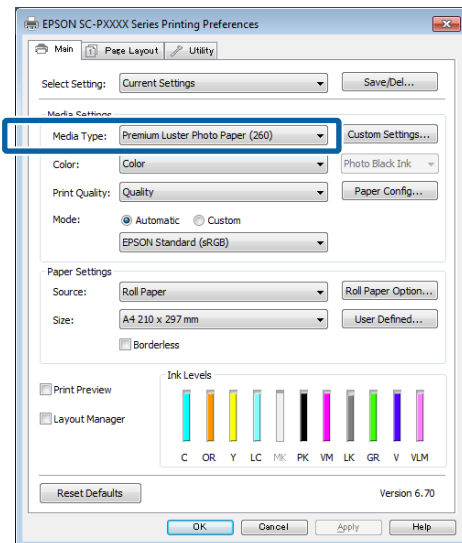 EPSON SC-PXXXX Series Printing Preferences
Main Page Layout Utility
Select Setting: Current Settings Save/Del...
Media Settings
Media Type: Premium Luster Photo Paper (260) Custom Settings...
Color: Color Photo Black Ink
Print Quality: Quality Paper Config...
Mode: Automatic Custom
EPSON Standard (sRGB)
Paper Settings
Source: Roll Paper Roll Paper Option...
Size: A4 210 x 297 mm User Defined...
Borderless
Ink Levels
Print Preview
Layout Manager
C OR Y LC MK PK VM LK GR V VLM
Reset Defaults Version 6.70
OK Cancel Apply Help